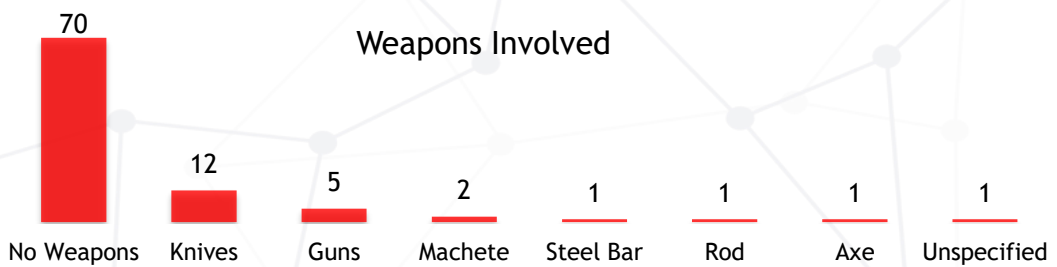 70
Weapons Involved
12
5
2
1
1
1
1
No Weapons
Knives
Guns
Machete
Steel Bar
Rod
Axe
Unspecified